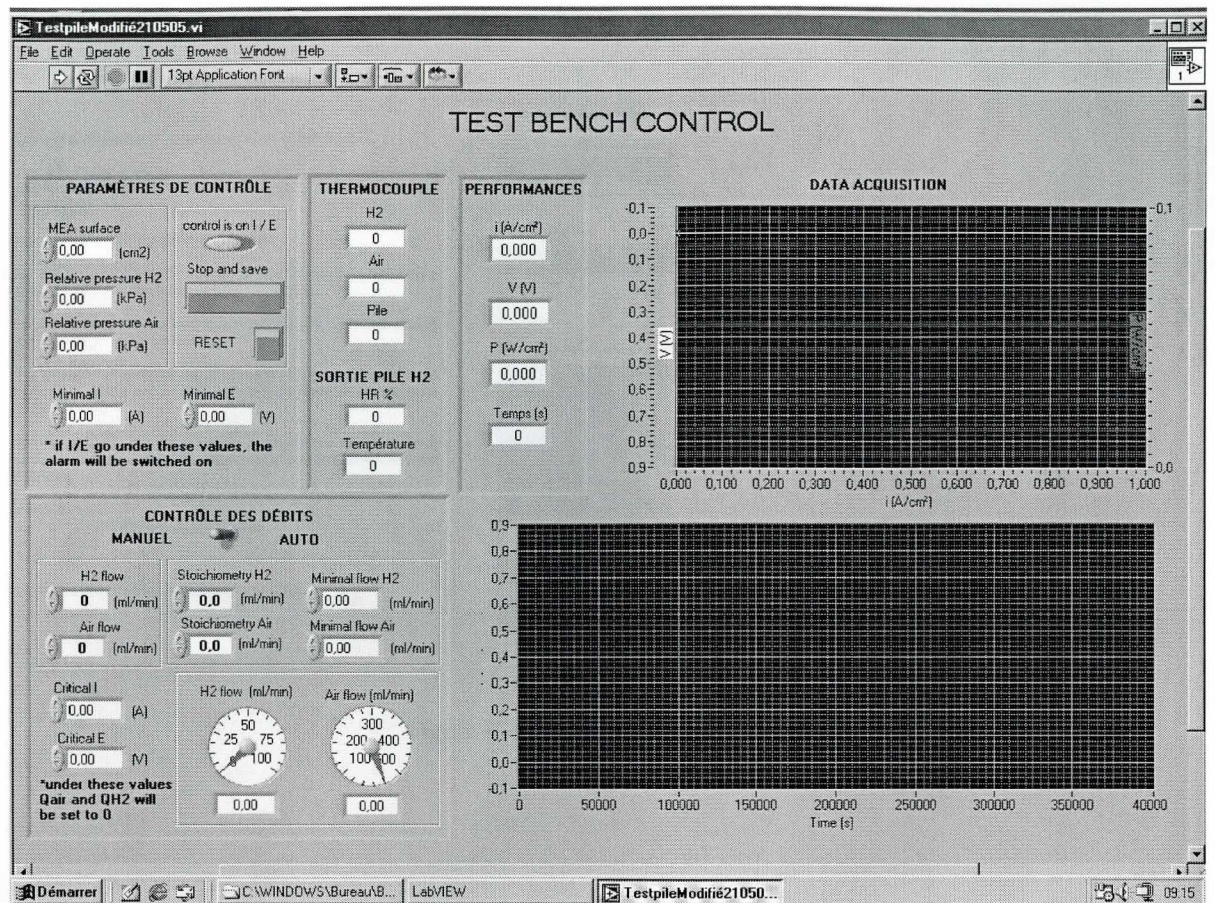 TestpileModifié210505.vi
File Edit Operate Tools Browse Window Help
13pt Application Font
1
TEST BENCH CONTROL
PARAMÈTRES DE CONTRÔLE
MEA surface
0,00 (cm2)
Relative pressure H2
0,00 (kPa)
Relative pressure Air
0,00 (kPa)
control is on I / E
Stop and save
RESET
Minimal I
0,00 (A)
Minimal E
0,00 (V)
* if I/E go under these values, the
alarm will be switched on
THERMOCOUPLE
H2
0
Air
0
Pile
0
SORTIE PILE H2
HR %
0
Température
0
PERFORMANCES
i (A/cm²)
0,000
V (V)
0,000
P (W/cm²)
0,000
Temps (s)
0
DATA ACQUISITION
-0,1
0,0
0,1
0,2
0,3
0,4
0,5
0,6
0,7
0,8
0,9
V (V)
-0,1
P (W/cm²)
-0,0
0,000 0,100 0,200 0,300 0,400 0,500 0,600 0,700 0,800 0,900 1,000
i (A/cm²)
CONTRÔLE DES DÉBITS
MANUEL AUTO
H2 flow
0 (ml/min)
Air flow
0 (ml/min)
Stoichiometry H2
0,0 (ml/min)
Stoichiometry Air
0,0 (ml/min)
Minimal flow H2
0,00 (ml/min)
Minimal flow Air
0,00 (ml/min)
Critical I
0,00 (A)
Critical E
0,00 (V)
*under these values
Qair and QH2 will
be set to 0
H2 flow (ml/min)
50
25 75
0 100
0,00
Air flow (ml/min)
300
200 400
100 500
0,00
0,9
0,8
0,7
0,6
0,5
0,4
0,3
0,2
0,1
0,0
-0,1
0 50000 100000 150000 200000 250000 300000 350000 40000
Time (s)
Démarrer C:\WINDOWS\Bureau\B... LabVIEW TestpileModifié21050... 09:15